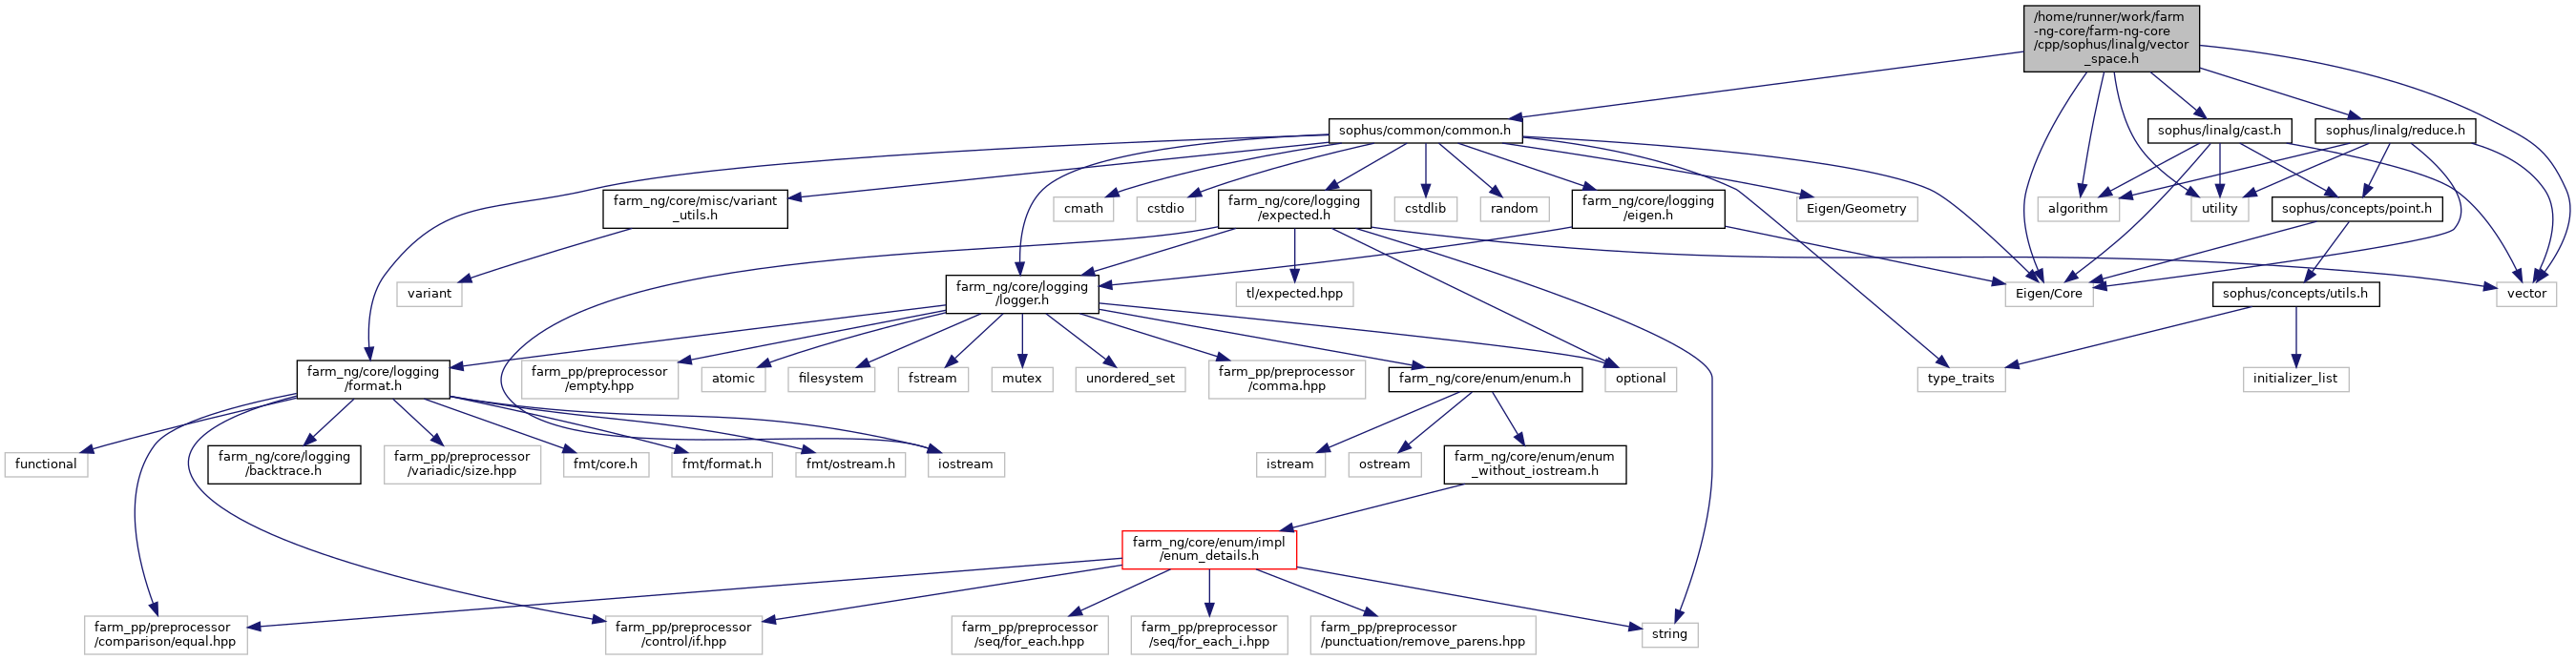 /home/runner/work/farm
-ng-core/farm-ng-core
/cpp/sophus/linalg/vector
_space.h
sophus/common/common.h
sophus/linalg/cast.h
sophus/linalg/reduce.h
farm_ng/core/misc/variant
_utils.h
cmath
cstdio
farm_ng/core/logging
/expected.h
cstdlib
random
farm_ng/core/logging
/eigen.h
Eigen/Geometry
algorithm
utility
sophus/concepts/point.h
variant
farm_ng/core/logging
/logger.h
tl/expected.hpp
Eigen/Core
sophus/concepts/utils.h
vector
farm_ng/core/logging
/format.h
farm_pp/preprocessor
/empty.hpp
atomic
filesystem
fstream
mutex
unordered_set
farm_pp/preprocessor
/comma.hpp
farm_ng/core/enum/enum.h
optional
type_traits
initializer_list
functional
farm_ng/core/logging
/backtrace.h
farm_pp/preprocessor
/variadic/size.hpp
fmt/core.h
fmt/format.h
fmt/ostream.h
iostream
istream
ostream
farm_ng/core/enum/enum
_without_iostream.h
farm_ng/core/enum/impl
/enum_details.h
farm_pp/preprocessor
/comparison/equal.hpp
farm_pp/preprocessor
/control/if.hpp
farm_pp/preprocessor
/seq/for_each.hpp
farm_pp/preprocessor
/seq/for_each_i.hpp
farm_pp/preprocessor
/punctuation/remove_parens.hpp
string